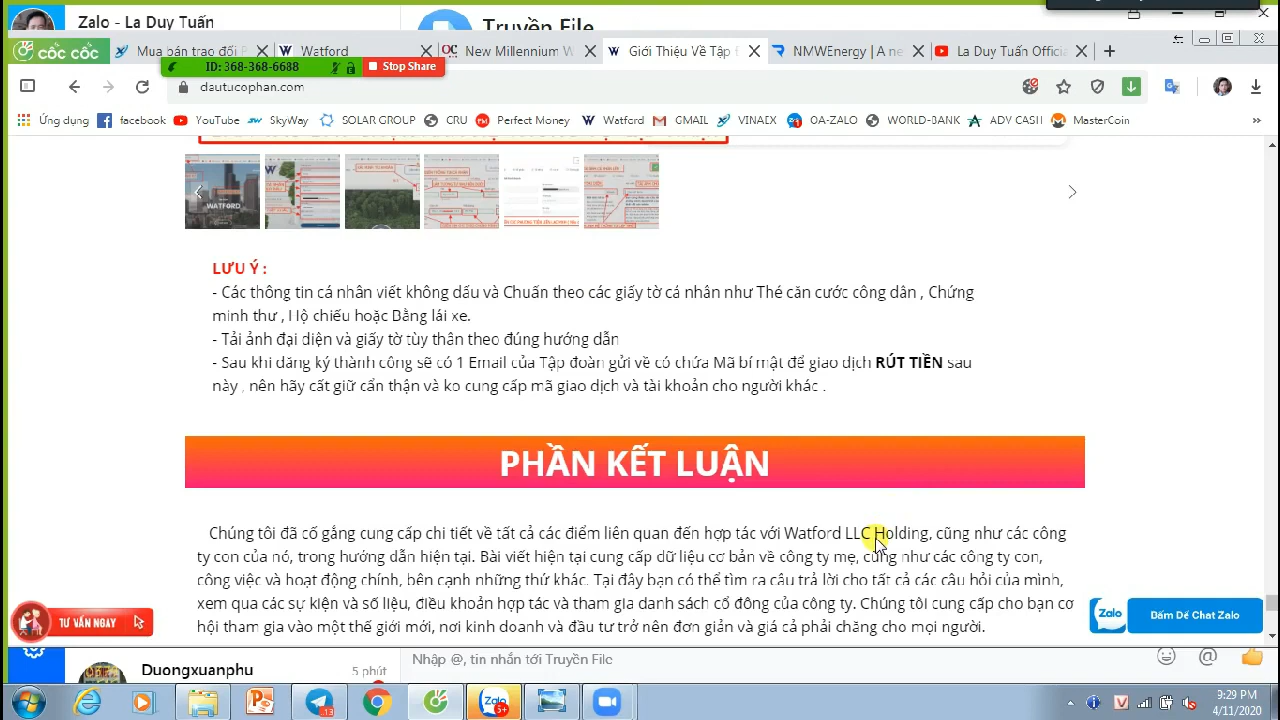 Zalo - La Duy Tuấn
Truyền File
cốc cốc
Mua bán trao đổi
Watford
New Millennium W
Giới Thiệu Về Tập
NVWEnergy | A ne
La Duy Tuấn Officia
ID: 368-368-6688
Stop Share
dautucophan.com
Ứng dụng
facebook
YouTube
SkyWay
SOLAR GROUP
CRU
Perfect Money
Watford
GMAIL
VINAEX
OA-ZALO
WORLD-BANK
ADV CASH
MasterCoin
WATFORD
LƯU Ý :
- Các thông tin cá nhân viết không dấu và Chuẩn theo các giấy tờ cá nhân như Thẻ căn cước công dân , Chứng
minh thư , Hộ chiếu hoặc Bằng lái xe.
- Tải ảnh đại diện và giấy tờ tùy thân theo đúng hướng dẫn
- Sau khi đăng ký thành công sẽ có 1 Email của Tập đoàn gửi về có chứa Mã bí mật để giao dịch RÚT TIỀN sau
này , nên hãy cất giữ cẩn thận và ko cung cấp mã giao dịch và tài khoản cho người khác .
PHẦN KẾT LUẬN
Chúng tôi đã cố gắng cung cấp chi tiết về tất cả các điểm liên quan đến hợp tác với Watford LLC Holding, cũng như các công
ty con của nó, trong hướng dẫn hiện tại. Bài viết hiện tại cung cấp dữ liệu cơ bản về công ty mẹ, cũng như các công ty con,
công việc và hoạt động chính, bên cạnh những thứ khác. Tại đây bạn có thể tìm ra câu trả lời cho tất cả các câu hỏi của mình,
xem qua các sự kiện và số liệu, điều khoản hợp tác và tham gia danh sách cổ đông của công ty. Chúng tôi cung cấp cho bạn cơ
hội tham gia vào một thế giới mới, nơi kinh doanh và đầu tư trở nên đơn giản và giá cả phải chăng cho mọi người.
TƯ VẤN NGAY
Zalo
Bấm Để Chat Zalo
Duongxuanphu
5 phút
Nhập @, tin nhắn tới Truyền File
Zalo
5+
9:29 PM
4/11/2020